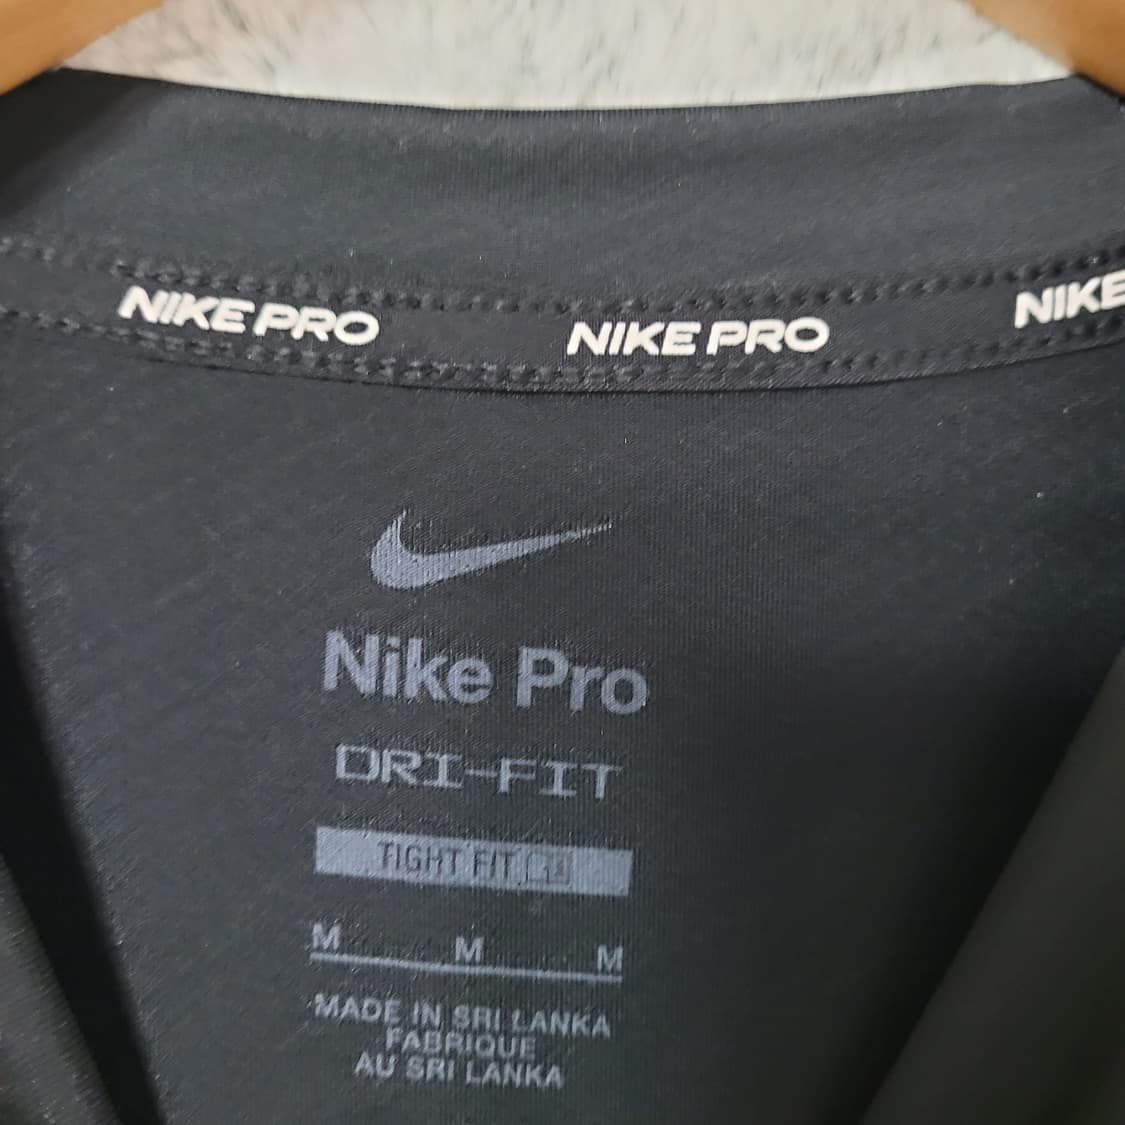 NIKE PRO NIKE PRO NIKE
Nike Pro
DRI-FIT
TIGHT FIT
M M M
MADE IN SRI LANKA
FABRIQUE
AU SRI LANKA